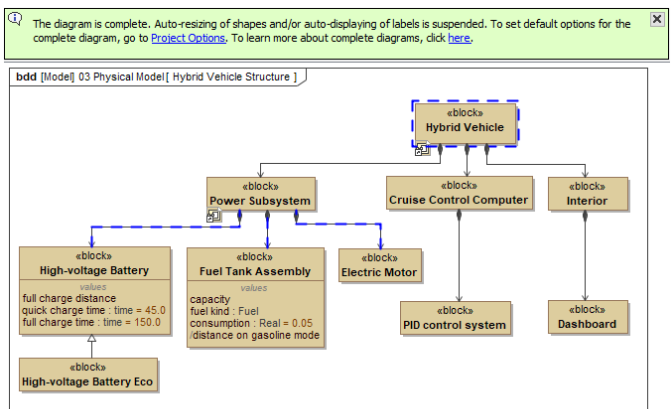 The diagram is complete. Auto-resizing of shapes and/or auto-displaying of labels is suspended. To set default options for the
complete diagram, go to Project Options. To learn more about complete diagrams, click here.
bdd [Model] 03 Physical Model[ Hybrid Vehicle Structure ]
«block»
Hybrid Vehicle
«block»
Power Subsystem
«block»
Cruise Control Computer
«block»
Interior
«block»
High-voltage Battery
values
full charge distance
quick charge time : time = 45.0
full charge time : time = 150.0
«block»
Fuel Tank Assembly
values
capacity
fuel kind : Fuel
consumption : Real = 0.05
/distance on gasoline mode
«block»
Electric Motor
«block»
PID control system
«block»
Dashboard
«block»
High-voltage Battery Eco